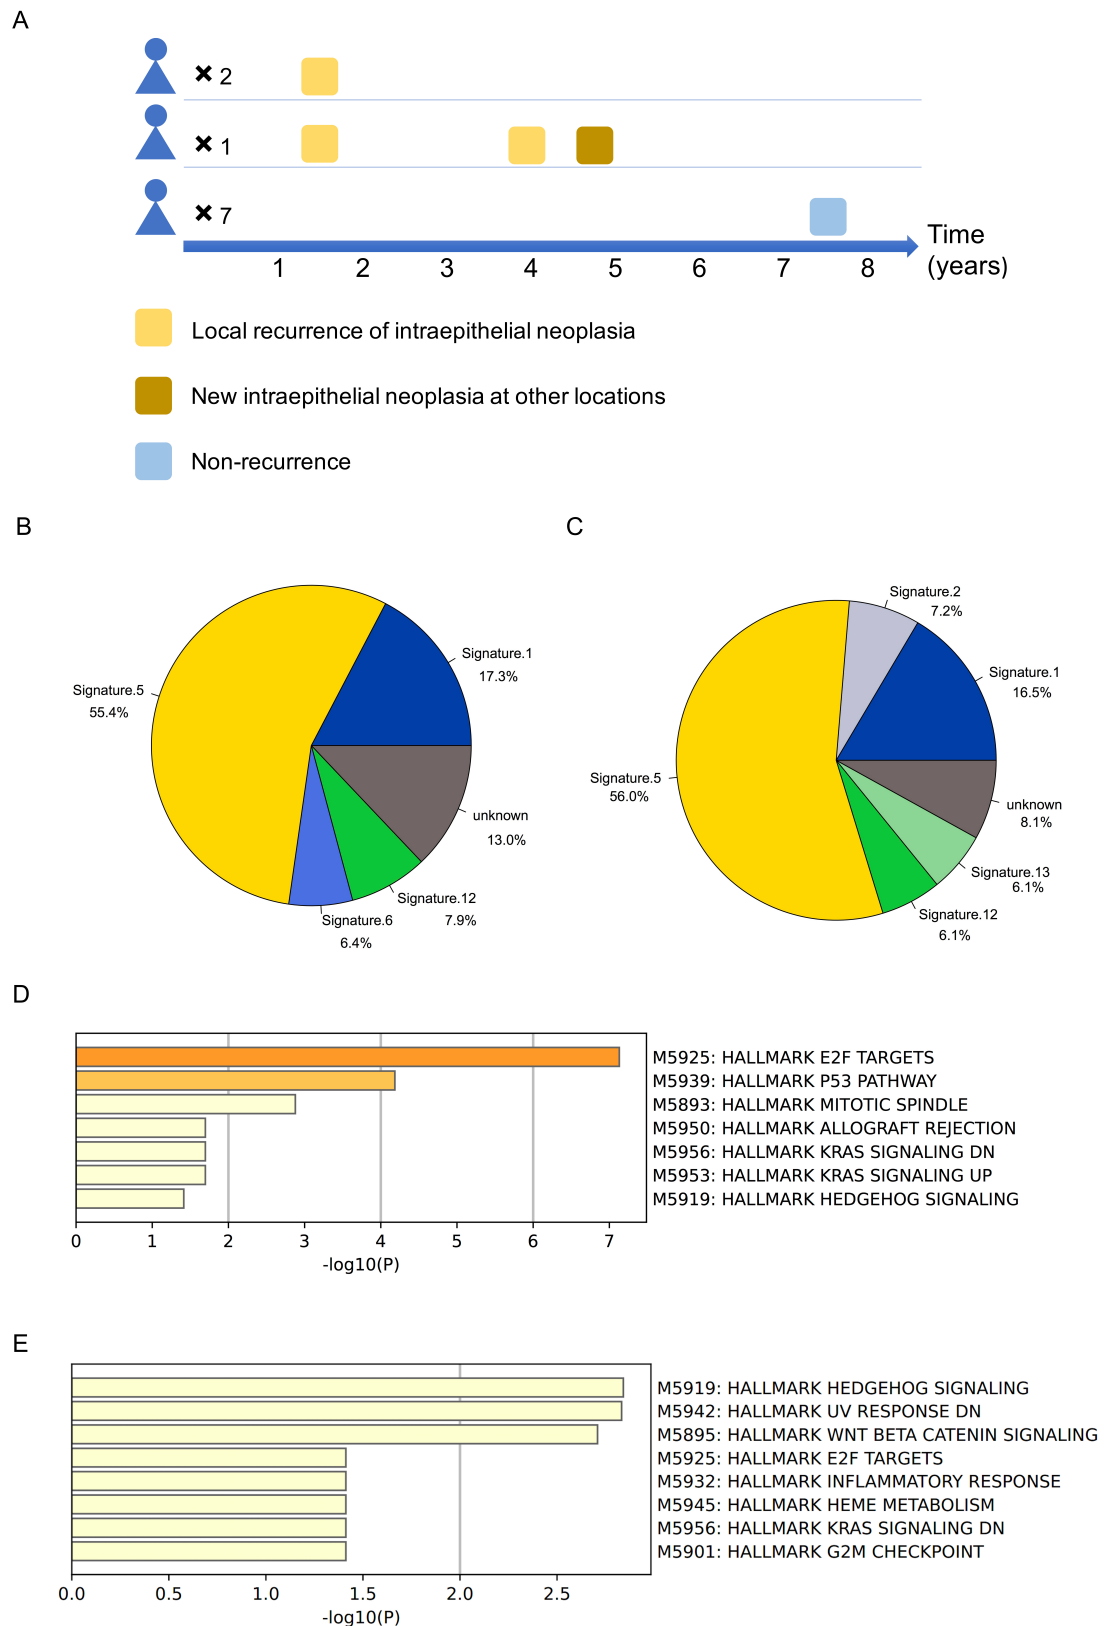 A
× 2
× 1
× 7
Time
(years)
1 2 3 4 5 6 7 8
Local recurrence of intraepithelial neoplasia
New intraepithelial neoplasia at other locations
Non-recurrence
B
Signature.1
17.3%
Signature.5
55.4%
unknown
13.0%
Signature.12
7.9%
Signature.6
6.4%
C
Signature.2
7.2%
Signature.1
16.5%
Signature.5
56.0%
unknown
8.1%
Signature.13
6.1%
Signature.12
6.1%
D
M5925: HALLMARK E2F TARGETS
M5939: HALLMARK P53 PATHWAY
M5893: HALLMARK MITOTIC SPINDLE
M5950: HALLMARK ALLOGRAFT REJECTION
M5956: HALLMARK KRAS SIGNALING DN
M5953: HALLMARK KRAS SIGNALING UP
M5919: HALLMARK HEDGEHOG SIGNALING
0 1 2 3 4 5 6 7
-log10(P)
E
M5919: HALLMARK HEDGEHOG SIGNALING
M5942: HALLMARK UV RESPONSE DN
M5895: HALLMARK WNT BETA CATENIN SIGNALING
M5925: HALLMARK E2F TARGETS
M5932: HALLMARK INFLAMMATORY RESPONSE
M5945: HALLMARK HEME METABOLISM
M5956: HALLMARK KRAS SIGNALING DN
M5901: HALLMARK G2M CHECKPOINT
0.0 0.5 1.0 1.5 2.0 2.5
-log10(P)